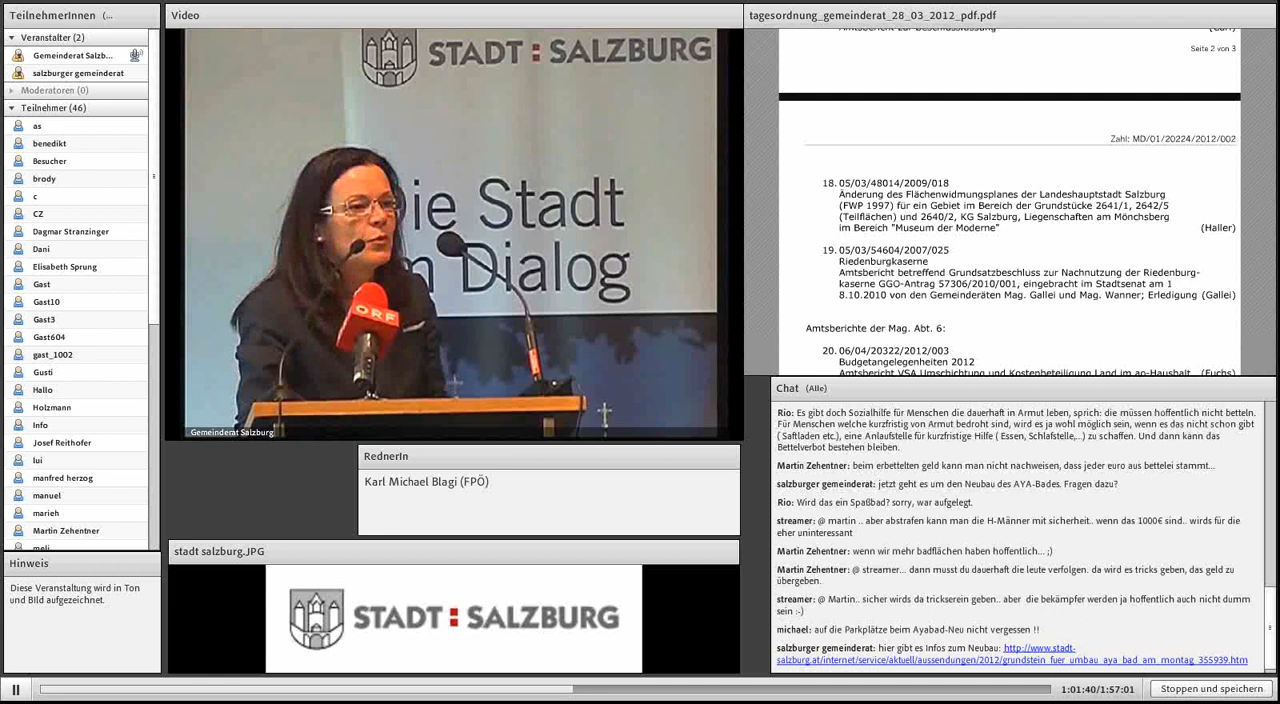 TeilnehmerInnen (...
Veranstalter (2)
Gemeinderat Salzb...
salzburger gemeinderat
Moderatoren (0)
Teilnehmer (46)
as
benedikt
Besucher
brody
c
CZ
Dagmar Stranzinger
Dani
Elisabeth Sprung
Gast
Gast10
Gast3
Gast604
gast_1002
Gusti
Hallo
Holzmann
Info
Josef Reithofer
lui
manfred herzog
manuel
marieh
Martin Zehentner
meli
Hinweis
Diese Veranstaltung wird in Ton
und BIld aufgezeichnet.
Video
STADT:SALZBURG
Die Stadt
im Dialog
ORF
Gemeinderat Salzburg
RednerIn
Karl Michael Blagi (FPÖ)
stadt salzburg.JPG
STADT:SALZBURG
tagesordnung_gemeinderat_28_03_2012_pdf.pdf
Seite 2 von 3
Zahl: MD/01/20224/2012/002
18. 05/03/48014/2009/018
Änderung des Flächenwidmungsplanes der Landeshauptstadt Salzburg
(FWP 1997) für ein Gebiet im Bereich der Grundstücke 2641/1, 2642/5
(Teilflächen) und 2640/2, KG Salzburg, Liegenschaften am Mönchsberg
im Bereich "Museum der Moderne" (Haller)
19. 05/03/54604/2007/025
Riedenburgkaserne
Amtsbericht betreffend Grundsatzbeschluss zur Nachnutzung der Riedenburg-
kaserne GGO-Antrag 57306/2010/001, eingebracht im Stadtsenat am 1
8.10.2010 von den Gemeinderäten Mag. Gallei und Mag. Wanner; Erledigung (Gallei)
Amtsberichte der Mag. Abt. 6:
20. 06/04/20322/2012/003
Budgetangelegenheiten 2012
Amtsbericht VSA Umschichtung und Kostenbeteiligung Land im ao-Haushalt (Fuchs)
Chat (Alle)
Rio: Es gibt doch Sozialhilfe für Menschen die dauerhaft in Armut leben, sprich: die müssen hoffentlich nicht betteln.
Für Menschen welche kurzfristig von Armut bedroht sind, wird es ja wohl möglich sein, wenn es das nicht schon gibt
( Saftladen etc.), eine Anlaufstelle für kurzfristige Hilfe ( Essen, Schlafstelle,...) zu schaffen. Und dann kann das
Bettelverbot bestehen bleiben.
Martin Zehentner: beim erbettelten geld kann man nicht nachweisen, dass jeder euro aus bettelei stammt...
salzburger gemeinderat: jetzt geht es um den Neubau des AYA-Bades. Fragen dazu?
Rio: Wird das ein Spaßbad? sorry, war aufgelegt.
streamer: @ martin .. aber abstrafen kann man die H-Männer mit sicherheit.. wenn das 1000€ sind.. wirds für die
eher uninteressant
Martin Zehentner: wenn wir mehr badflächen haben hoffentlich... ;)
Martin Zehentner: @ streamer... dann musst du dauerhaft die leute verfolgen. da wird es tricks geben, das geld zu
übergeben.
streamer: @ Martin.. sicher wirds da trickserein geben.. aber die bekämpfer werden ja hoffentlich auch nicht dumm
sein :-)
michael: auf die Parkplätze beim Ayabad-Neu nicht vergessen !!
salzburger gemeinderat: hier gibt es Infos zum Neubau: http://www.stadt-
salzburg.at/internet/service/aktuell/aussendungen/2012/grundstein_fuer_umbau_aya_bad_am_montag_355939.htm
1:01:40/1:57:01
Stoppen und speichern